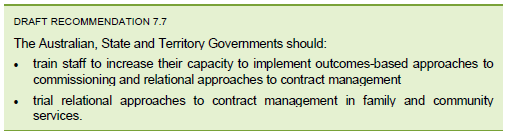 DRAFT RECOMMENDATION 7.7
The Australian, State and Territory Governments should:
• train staff to increase their capacity to implement outcomes-based approaches to
commissioning and relational approaches to contract management
• trial relational approaches to contract management in family and community
services.